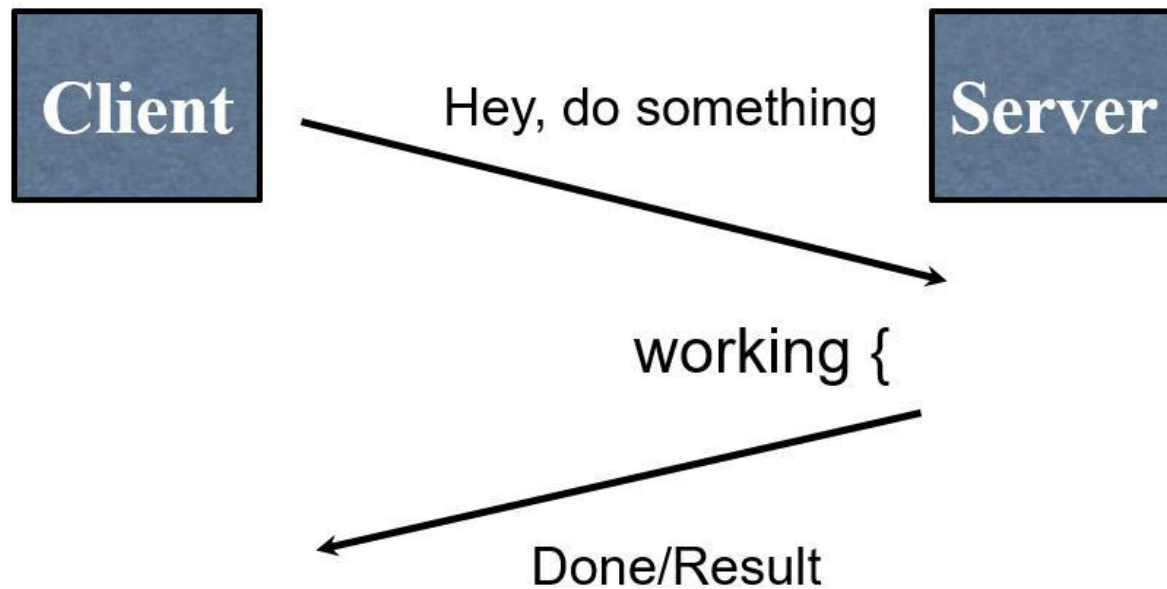 Client
Server
Hey, do something
working {
Done/Result